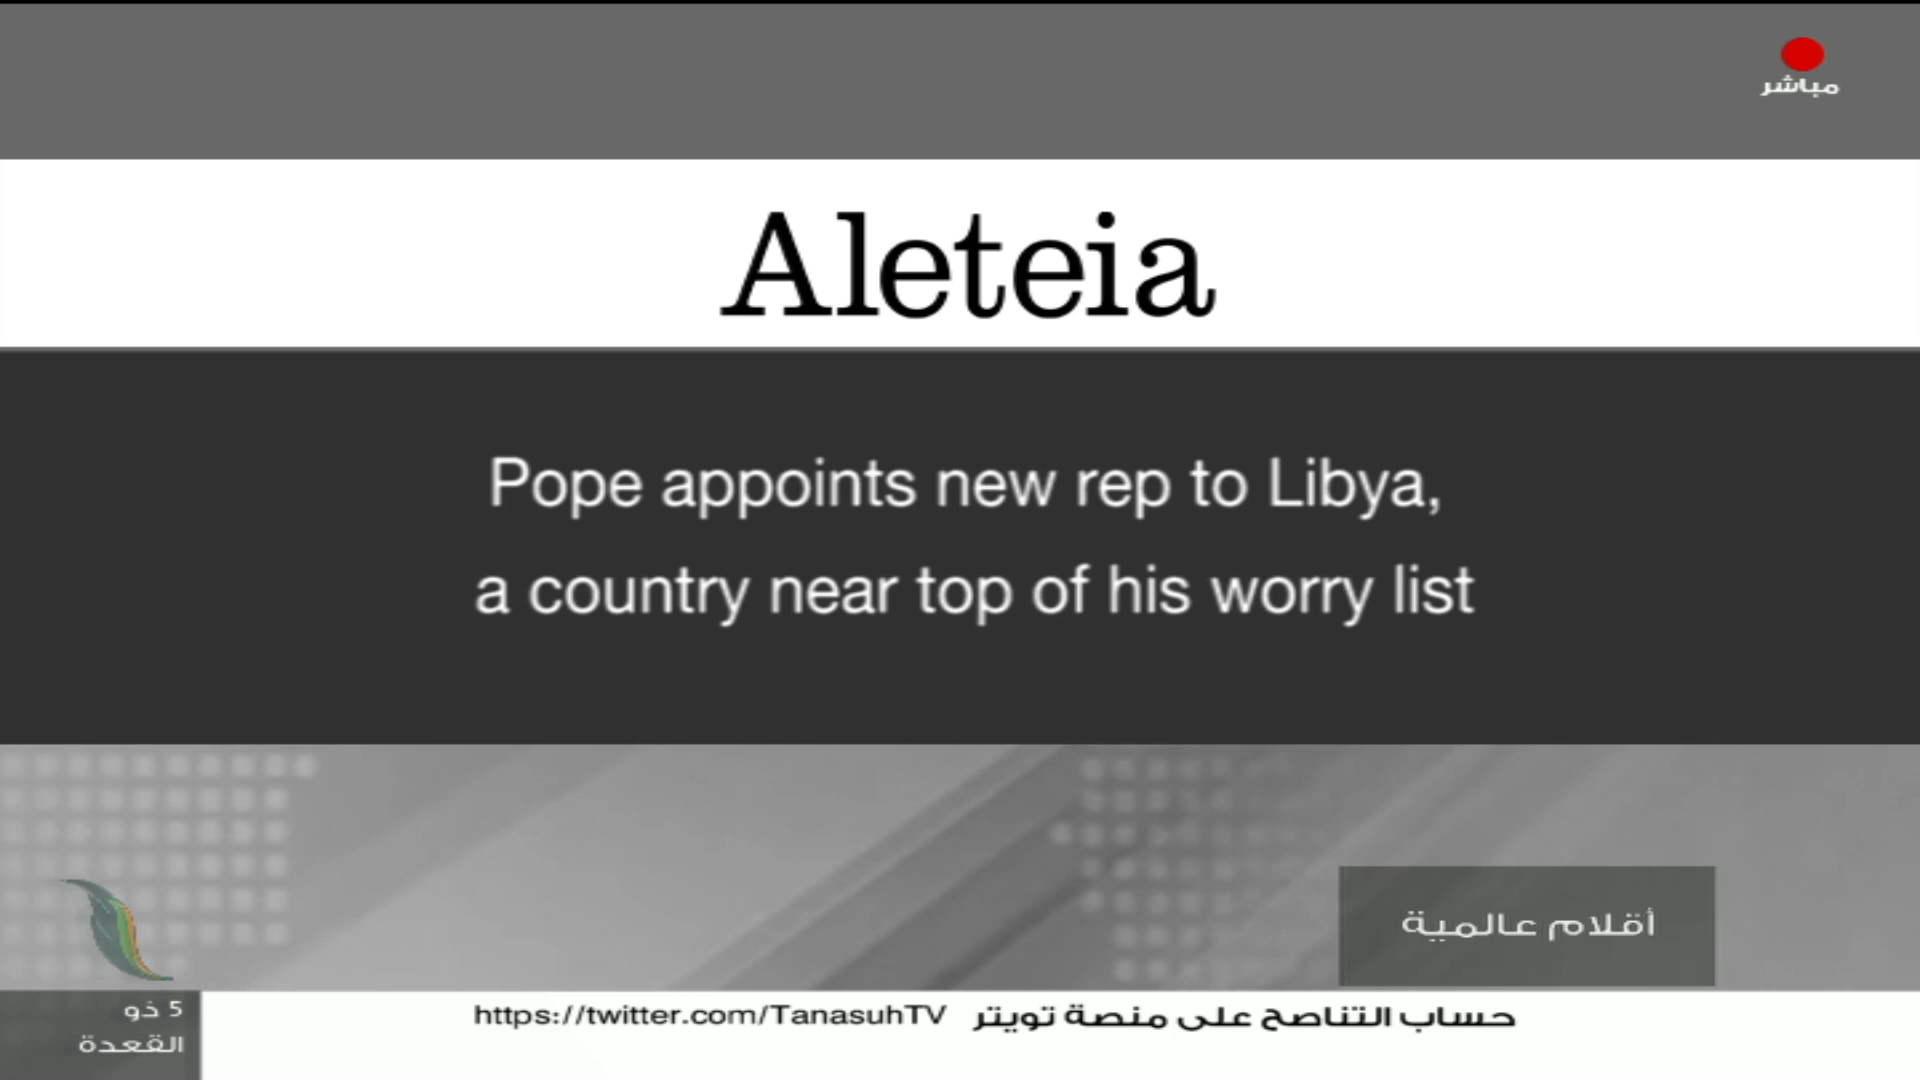 مباشر
Aleteia
Pope appoints new rep to Libya,
a country near top of his worry list
أقلام عالمية
5 ذو
القعدة
حساب التناصح على منصة تويتر https://twitter.com/TanasuhTV